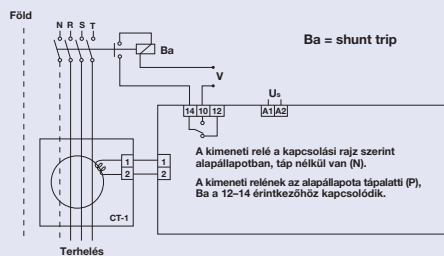 Föld
N R S T
Ba
Ba = shunt trip
V
Us
14 10 12
A1 A2
A kimeneti relé a kapcsolási rajz szerint
alapállapotban, táp nélkül van (N).
1
2
1
2
A kimeneti relének az alapállapota tápalatti (P),
Ba a 12–14 érintkezőhöz kapcsolódik.
CT-1
Terhelés